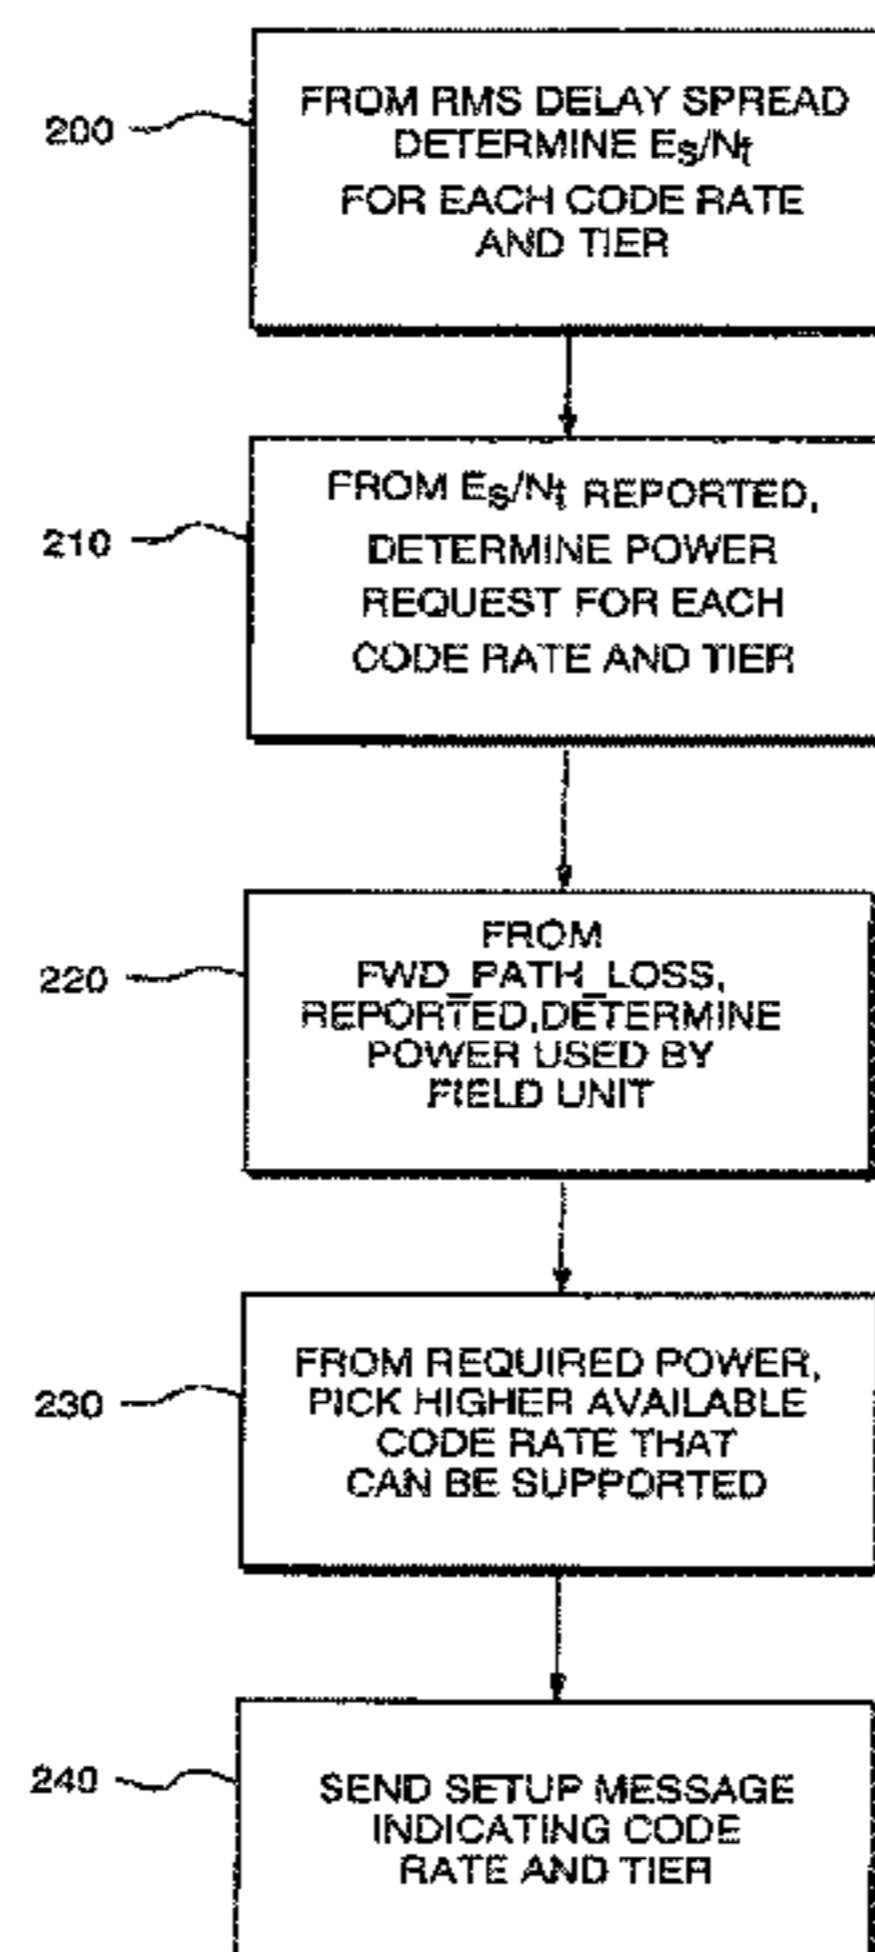 200
FROM RMS DELAY SPREAD
DETERMINE Es/Nt
FOR EACH CODE RATE
AND TIER
210
FROM Es/Nt REPORTED,
DETERMINE POWER
REQUEST FOR EACH
CODE RATE AND TIER
220
FROM
FWD_PATH_LOSS,
REPORTED,DETERMINE
POWER USED BY
FIELD UNIT
230
FROM REQUIRED POWER,
PICK HIGHER AVAILABLE
CODE RATE THAT
CAN BE SUPPORTED
240
SEND SETUP MESSAGE
INDICATING CODE
RATE AND TIER